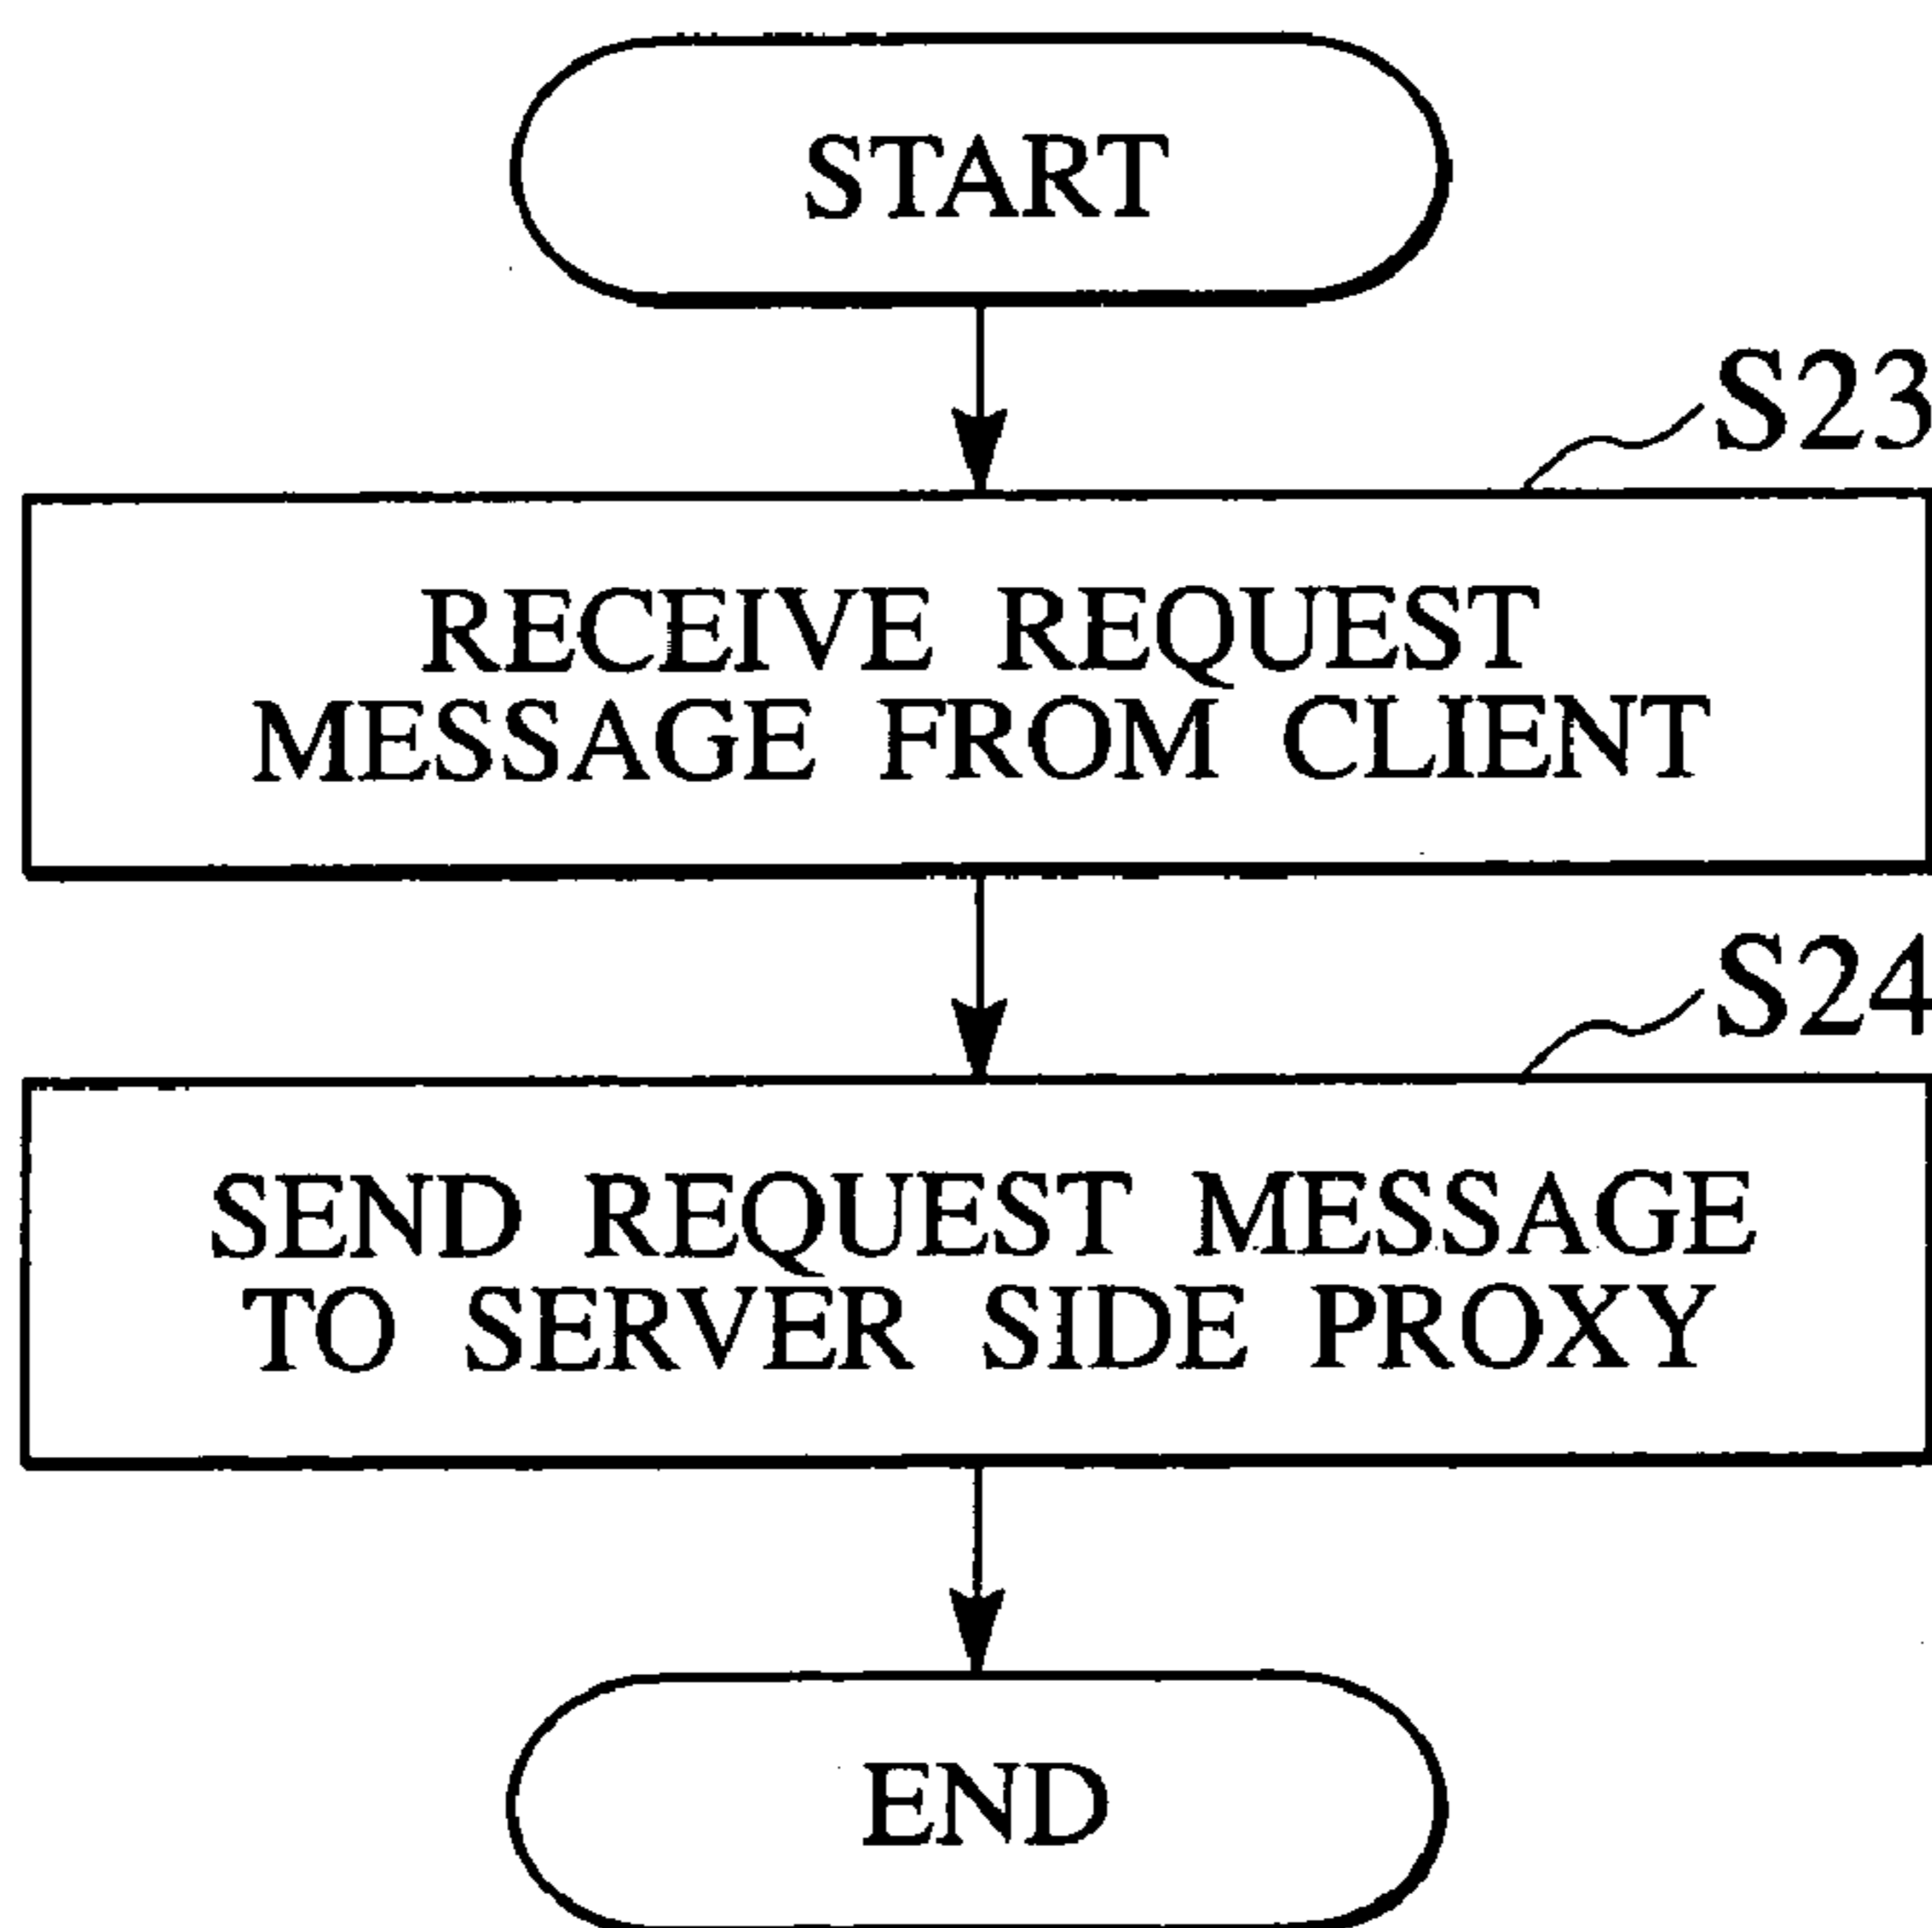 START
S23
RECEIVE REQUEST
MESSAGE FROM CLIENT
S24
SEND REQUEST MESSAGE
TO SERVER SIDE PROXY
END